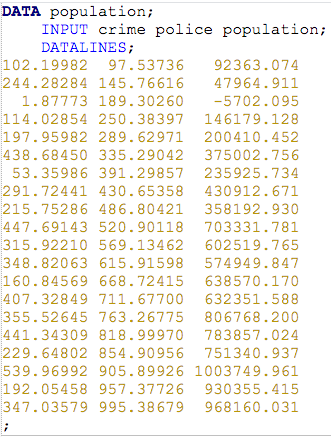 DATA population;
INPUT crime police population;
DATALINES;
102.19982 97.53736 92363.074
244.28284 145.76616 47964.911
1.87773 189.30260 -5702.095
114.02854 250.38397 146179.128
197.95982 289.62971 200410.452
438.68450 335.29042 375002.756
53.35986 391.29857 235925.734
291.72441 430.65358 430912.671
215.75286 486.80421 358192.930
447.69143 520.90118 703331.781
315.92210 569.13462 602519.765
348.82063 615.91598 574949.847
160.84569 668.72415 638570.170
407.32849 711.67700 632351.588
355.52645 763.26775 806768.200
441.34309 818.99970 783857.024
229.64802 854.90956 751340.937
539.96992 905.89926 1003749.961
192.05458 957.37726 930355.415
347.03579 995.38679 968160.031
;